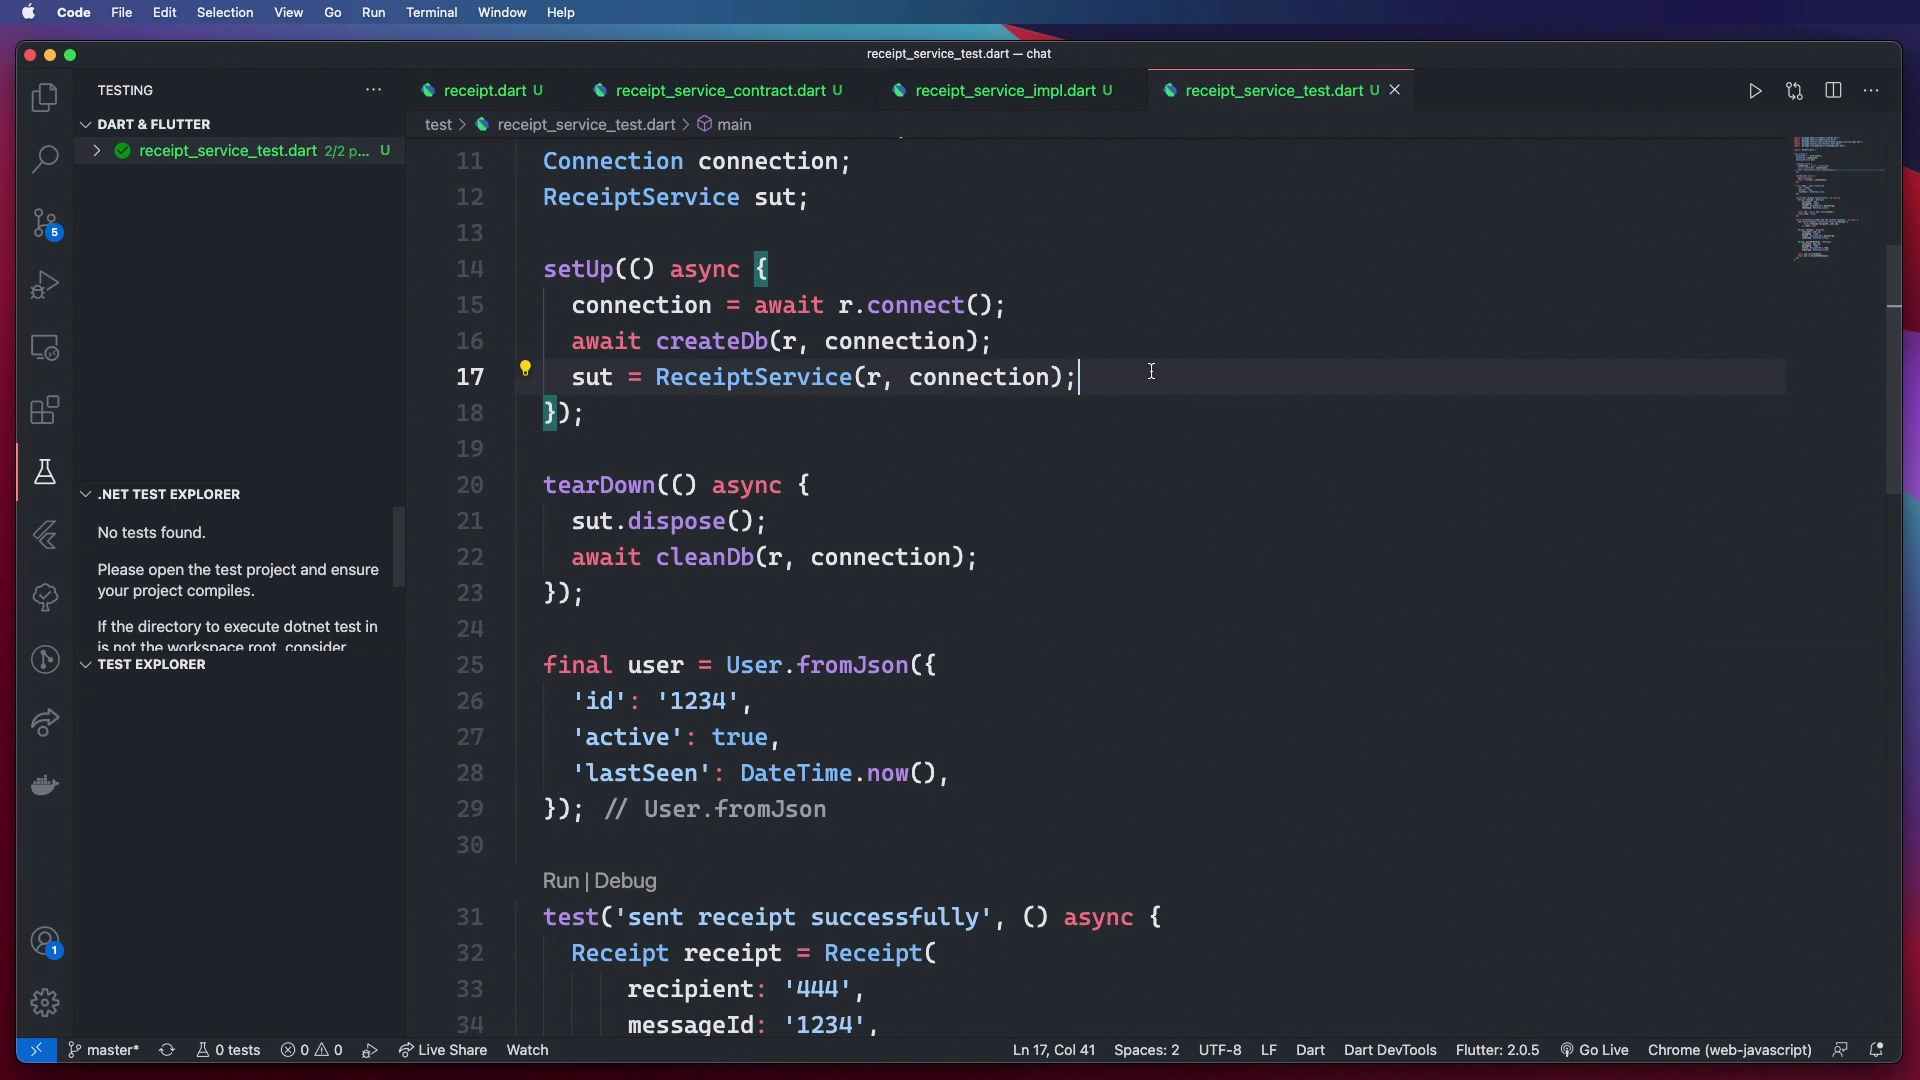 Code File Edit Selection View Go Run Terminal Window Help
receipt_service_test.dart — chat
TESTING
receipt.dart U receipt_service_contract.dart U receipt_service_impl.dart U receipt_service_test.dart U
DART & FLUTTER
test > receipt_service_test.dart > main
receipt_service_test.dart 2/2 p... U
11 Connection connection;
12 ReceiptService sut;
13
14 setUp(() async {
15 connection = await r.connect();
16 await createDb(r, connection);
17 sut = ReceiptService(r, connection);
18 });
19
20 tearDown(() async {
21 sut.dispose();
22 await cleanDb(r, connection);
23 });
24
25 final user = User.fromJson({
26 'id': '1234',
27 'active': true,
28 'lastSeen': DateTime.now(),
29 }); // User.fromJson
30
Run | Debug
31 test('sent receipt successfully', () async {
32 Receipt receipt = Receipt(
33 recipient: '444',
34 messageId: '1234',
5
.NET TEST EXPLORER
No tests found.
Please open the test project and ensure
your project compiles.
If the directory to execute dotnet test in
is not the workspace root, consider
TEST EXPLORER
1
master* 0 tests 0 0 Live Share Watch Ln 17, Col 41 Spaces: 2 UTF-8 LF Dart Dart DevTools Flutter: 2.0.5 Go Live Chrome (web-javascript)